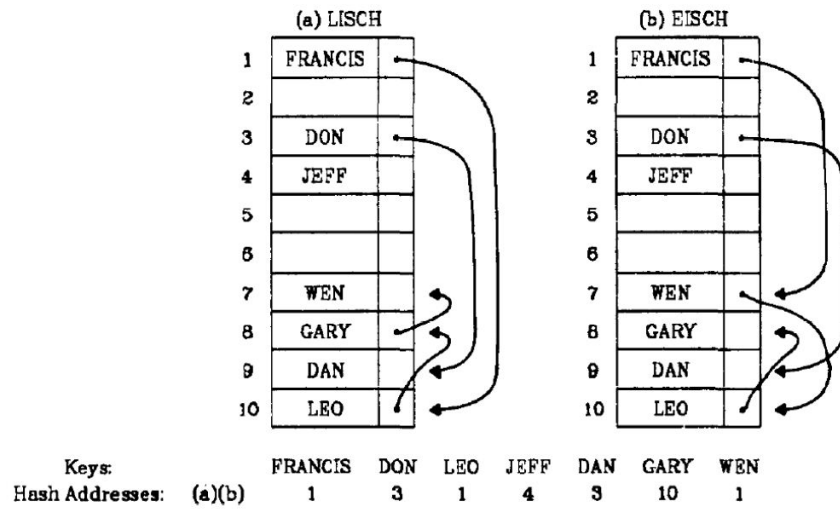 (a) LISCH (b) EISCH
1 FRANCIS 1 FRANCIS
2 2
3 DON 3 DON
4 JEFF 4 JEFF
5 5
6 6
7 WEN 7 WEN
8 GARY 8 GARY
9 DAN 9 DAN
10 LEO 10 LEO
Keys: FRANCIS DON LEO JEFF DAN GARY WEN
Hash Addresses: (a)(b) 1 3 1 4 3 10 1